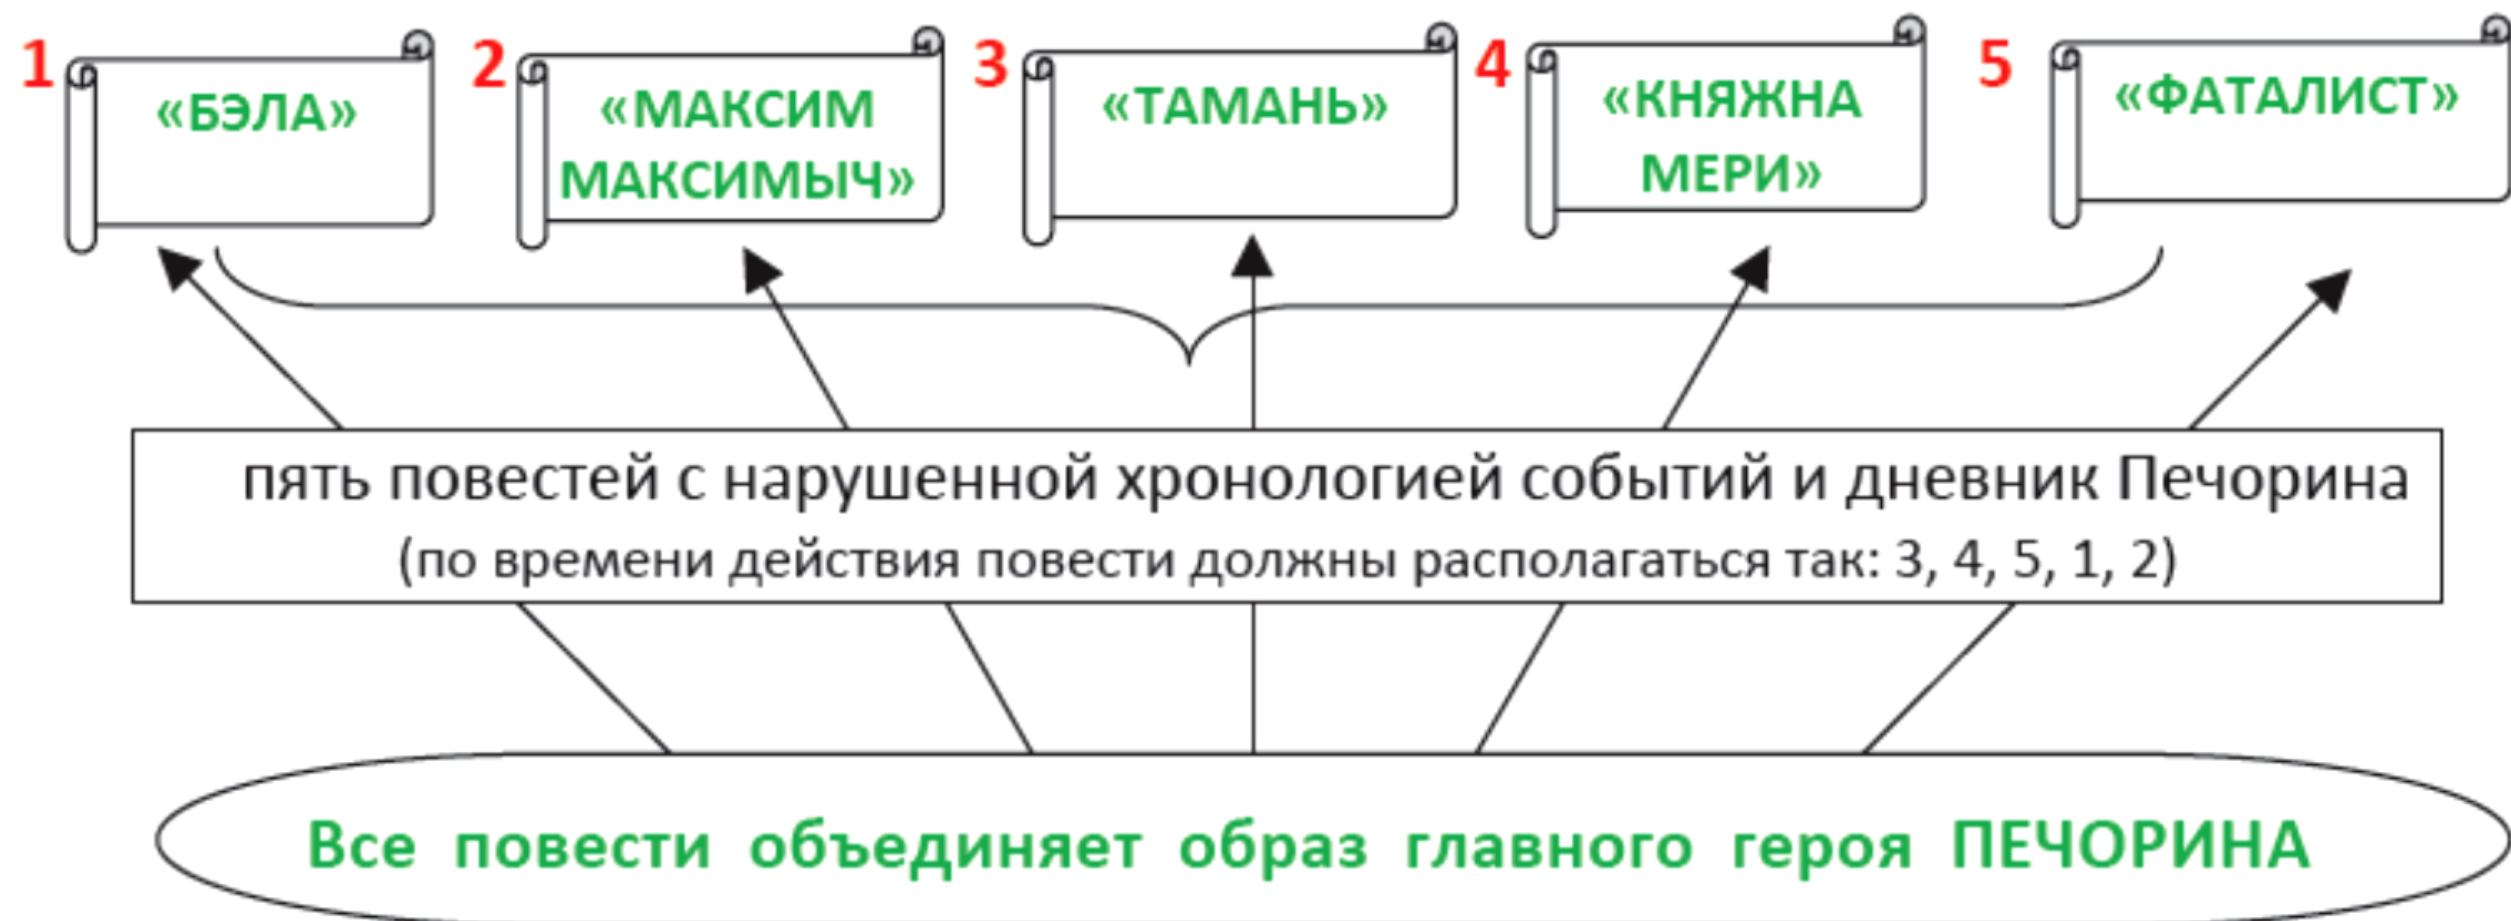 1 «БЭЛА»
2 «МАКСИМ
МАКСИМЫЧ»
3 «ТАМАНЬ»
4 «КНЯЖНА
МЕРИ»
5 «ФАТАЛИСТ»
пять повестей с нарушенной хронологией событий и дневник Печорина
(по времени действия повести должны располагаться так: 3, 4, 5, 1, 2)
Все повести объединяет образ главного героя ПЕЧОРИНА